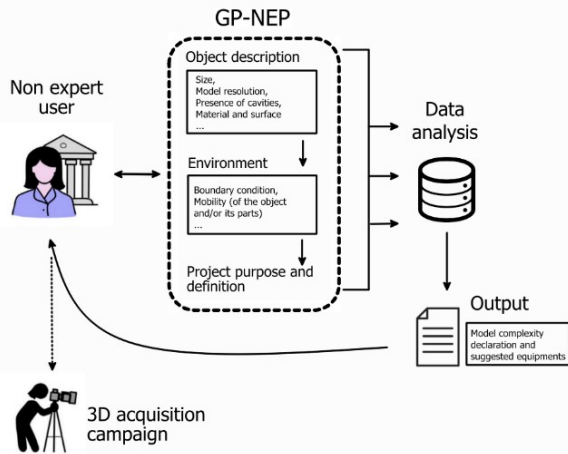 GP-NEP
Object description
Size,
Model resolution,
Presence of cavities,
Material and surface
...
Non expert
user
Environment
Boundary condition,
Mobility (of the object
and/or its parts)
...
Project purpose and
definition
Data
analysis
Output
Model complexity
declaration and
suggested equipments
3D acquisition
campaign